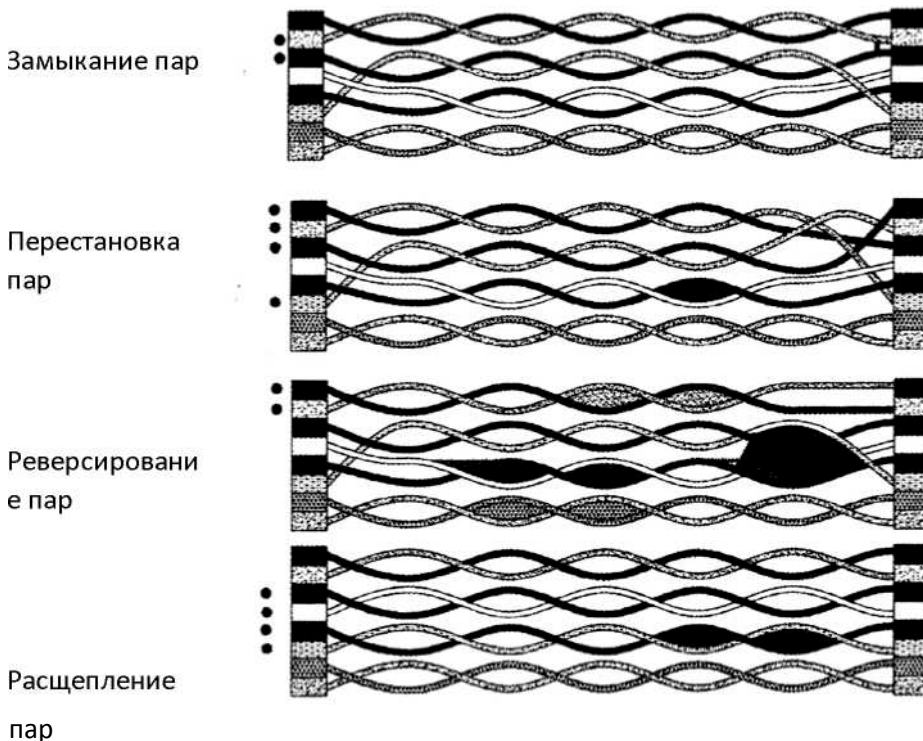 Замыкание пар
Перестановка
пар
Реверсировани
е пар
Расщепление
пар